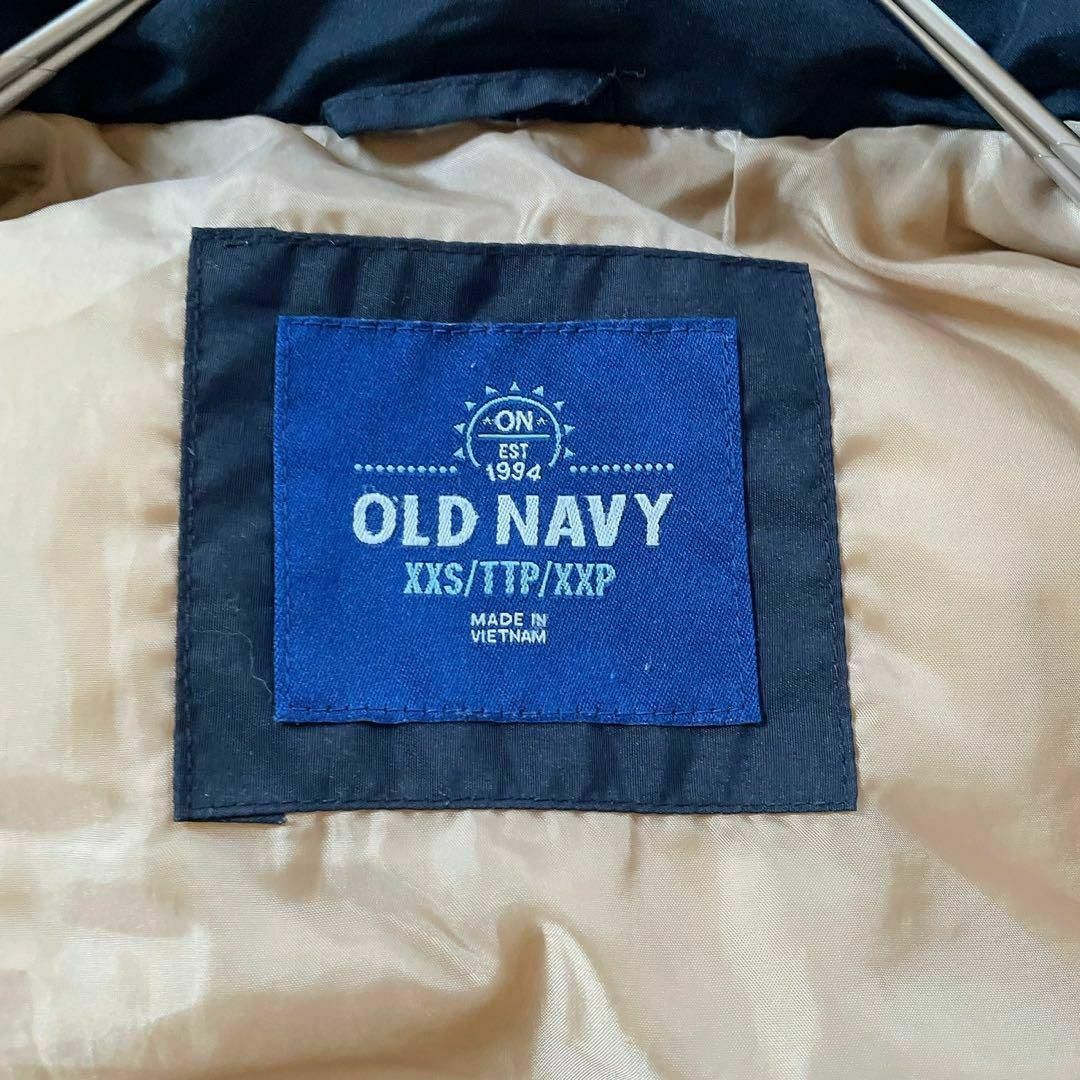 ON
EST
1994
OLD NAVY
XXS/TTP/XXP
MADE IN
VIETNAM